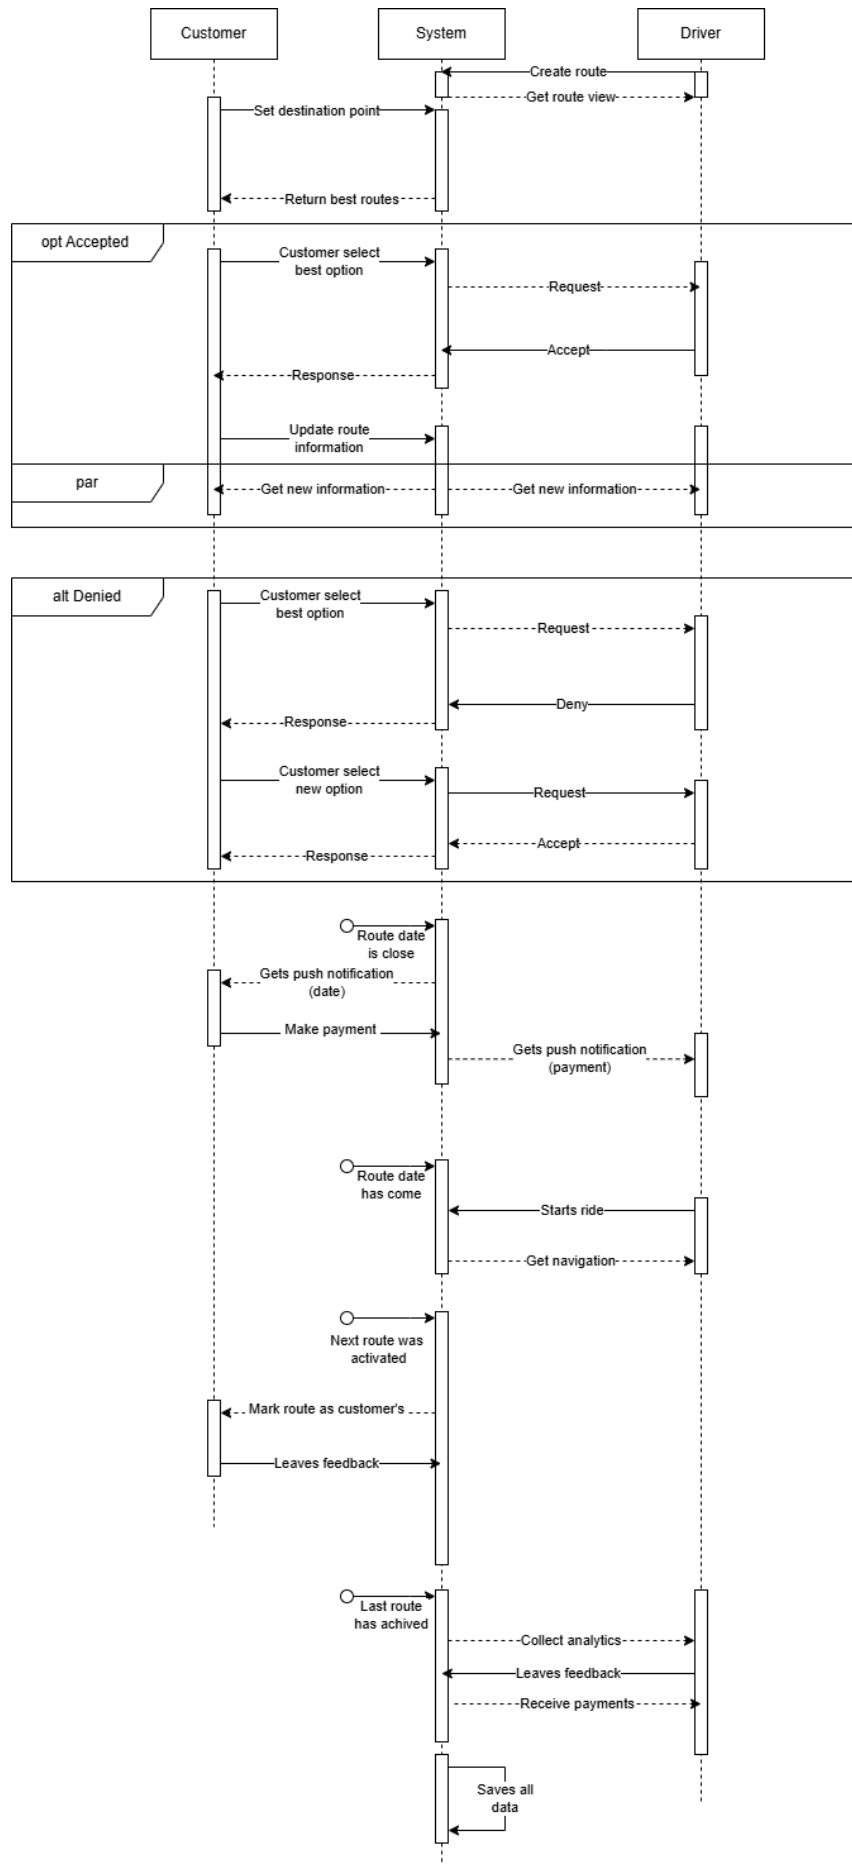 Customer
System
Driver
Create route
Get route view
Set destination point
Return best routes
opt Accepted
Customer select
best option
Request
Accept
Response
Update route
information
par
Get new information
Get new information
alt Denied
Customer select
best option
Request
Deny
Response
Customer select
new option
Request
Accept
Response
Route date
is close
Gets push notification
(date)
Make payment
Gets push notification
(payment)
Route date
has come
Starts ride
Get navigation
Next route was
activated
Mark route as customer's
Leaves feedback
Last route
has achived
Collect analytics
Leaves feedback
Receive payments
Saves all
data